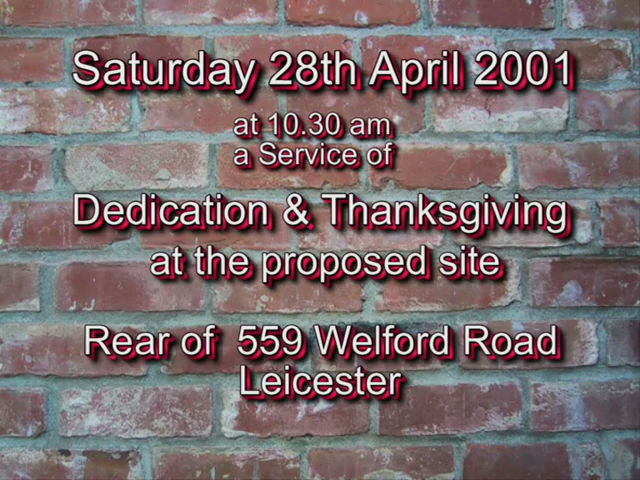 Saturday 28th April 2001
at 10.30 am
a Service of
Dedication & Thanksgiving
at the proposed site
Rear of 559 Welford Road
Leicester